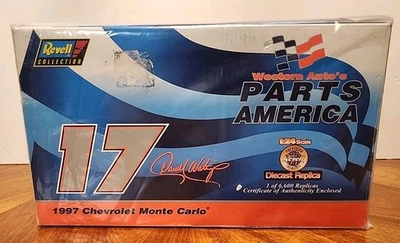 Revell
COLLECTION
Western Auto's
PARTS
AMERICA
17
1:24 Scale
Revell
Diecast Replica
1 of 6,600 Replicas
Certificate of Authenticity Enclosed
1997 Chevrolet Monte Carlo®